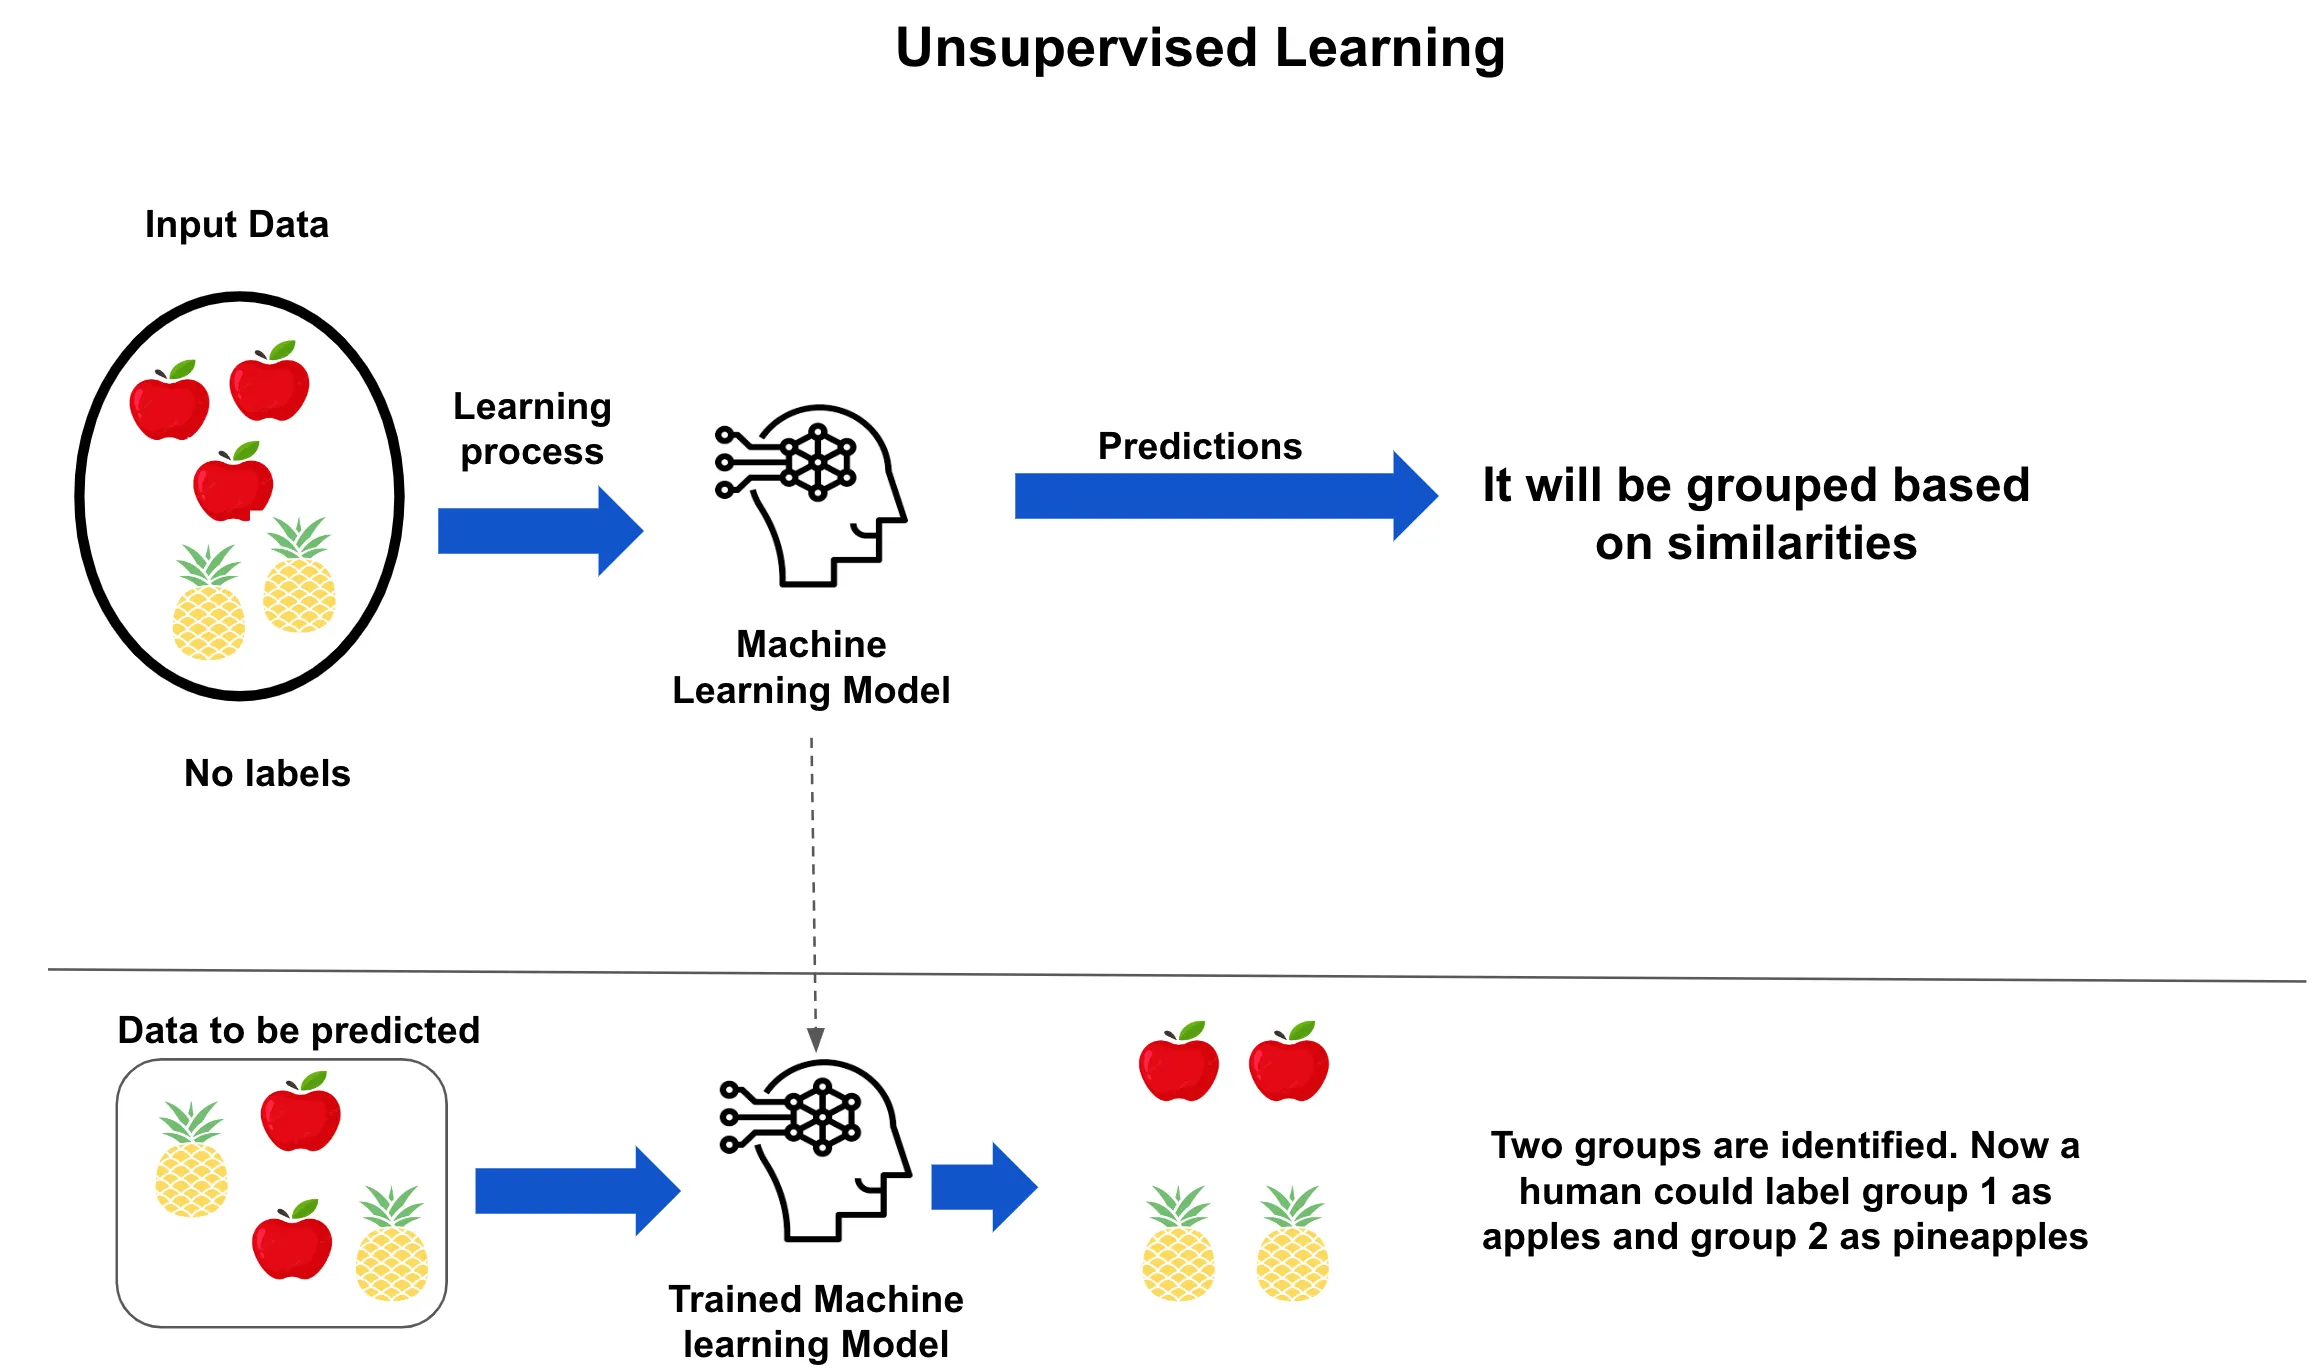 Unsupervised Learning
Input Data
Learning
process
Predictions
It will be grouped based
on similarities
Machine
Learning Model
No labels
Data to be predicted
Two groups are identified. Now a
human could label group 1 as
apples and group 2 as pineapples
Trained Machine
learning Model